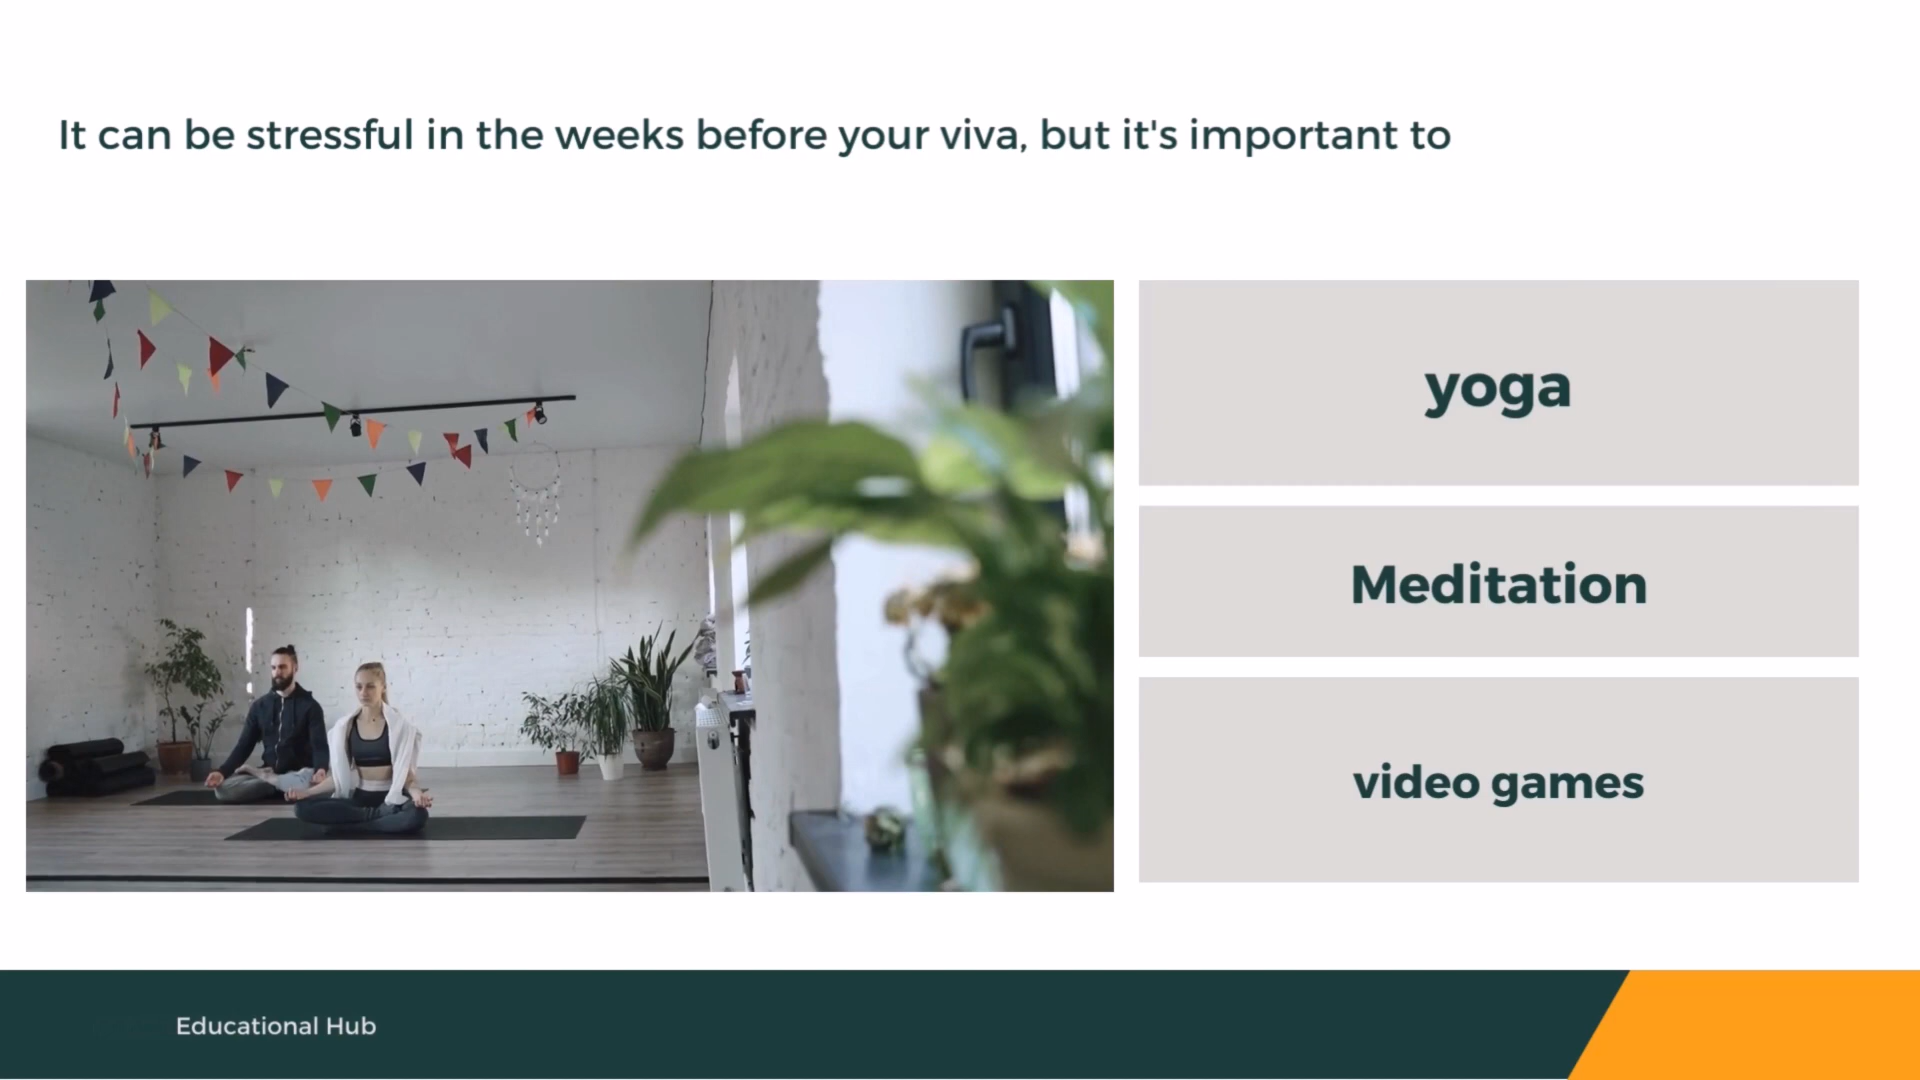 It can be stressful in the weeks before your viva, but it's important to
yoga
Meditation
video games
Educational Hub